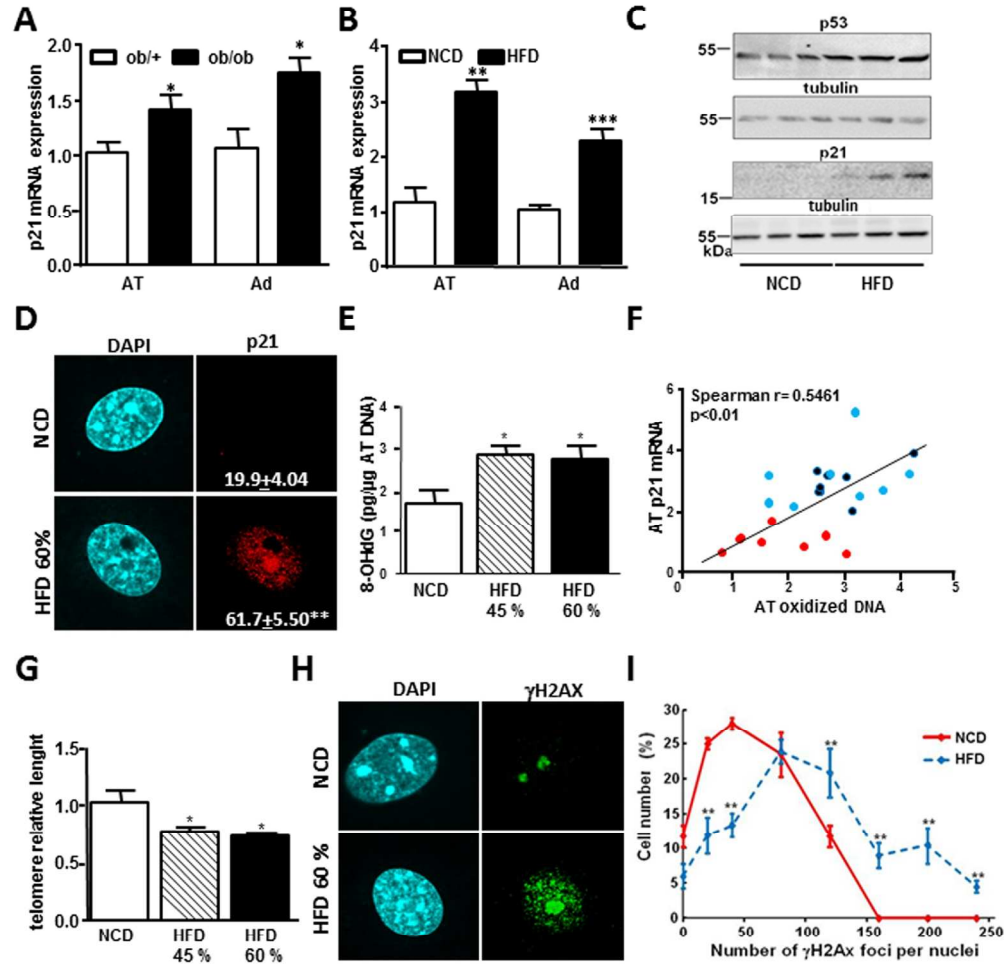 A
p21 mRNA expression
2.0
1.5
1.0
0.5
0.0
ob/+ ob/ob
* *
AT Ad
B
p21 mRNA expression
4
3
2
1
0
NCD HFD
** ***
AT Ad
C
p53
55
tubulin
55
p21
15
tubulin
55
kDa
NCD HFD
D
DAPI p21
NCD
19.9±4.04
HFD 60%
61.7±5.50**
E
8-OHdG (pg/µg AT DNA)
4
3
2
1
0
* *
NCD HFD HFD
45 % 60 %
F
Spearman r= 0.5461
p<0.01
AT p21 mRNA
6
4
2
0
0 1 2 3 4 5
AT oxidized DNA
G
telomere relative lenght
1.5
1.0
0.5
0.0
* *
NCD HFD HFD
45 % 60 %
H
DAPI γH2AX
NCD
HFD 60 %
I
Cell number (%)
30
25
20
15
10
5
0
NCD
HFD
** ** ** ** ** **
0 50 100 150 200 250
Number of γH2Ax foci per nuclei